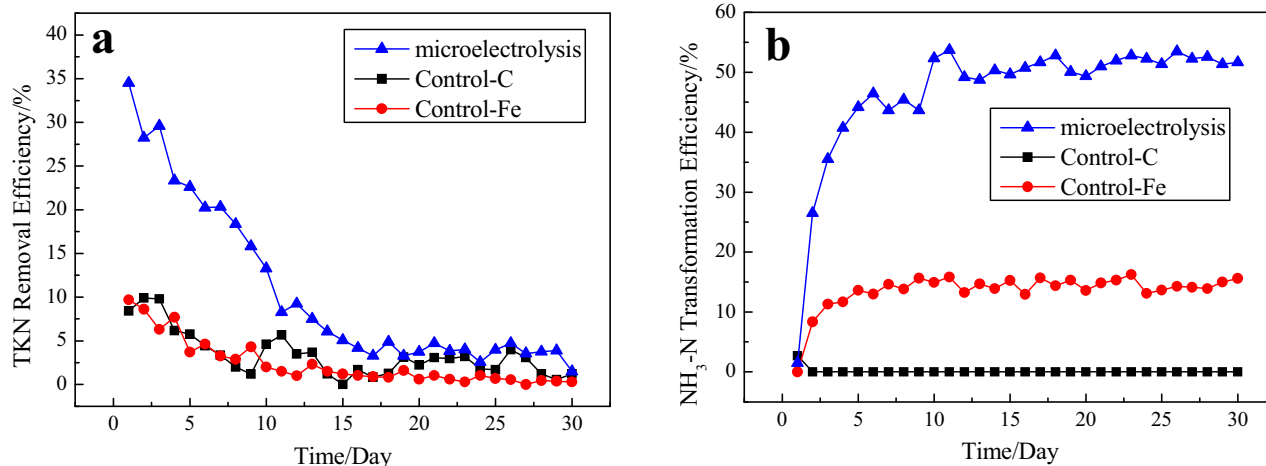 a
microelectrolysis
Control-C
Control-Fe
TKN Removal Efficiency/%
40
35
30
25
20
15
10
5
0
0 5 10 15 20 25 30
Time/Day
b
microelectrolysis
Control-C
Control-Fe
NH₃-N Transformation Efficiency/%
60
50
40
30
20
10
0
0 5 10 15 20 25 30
Time/Day